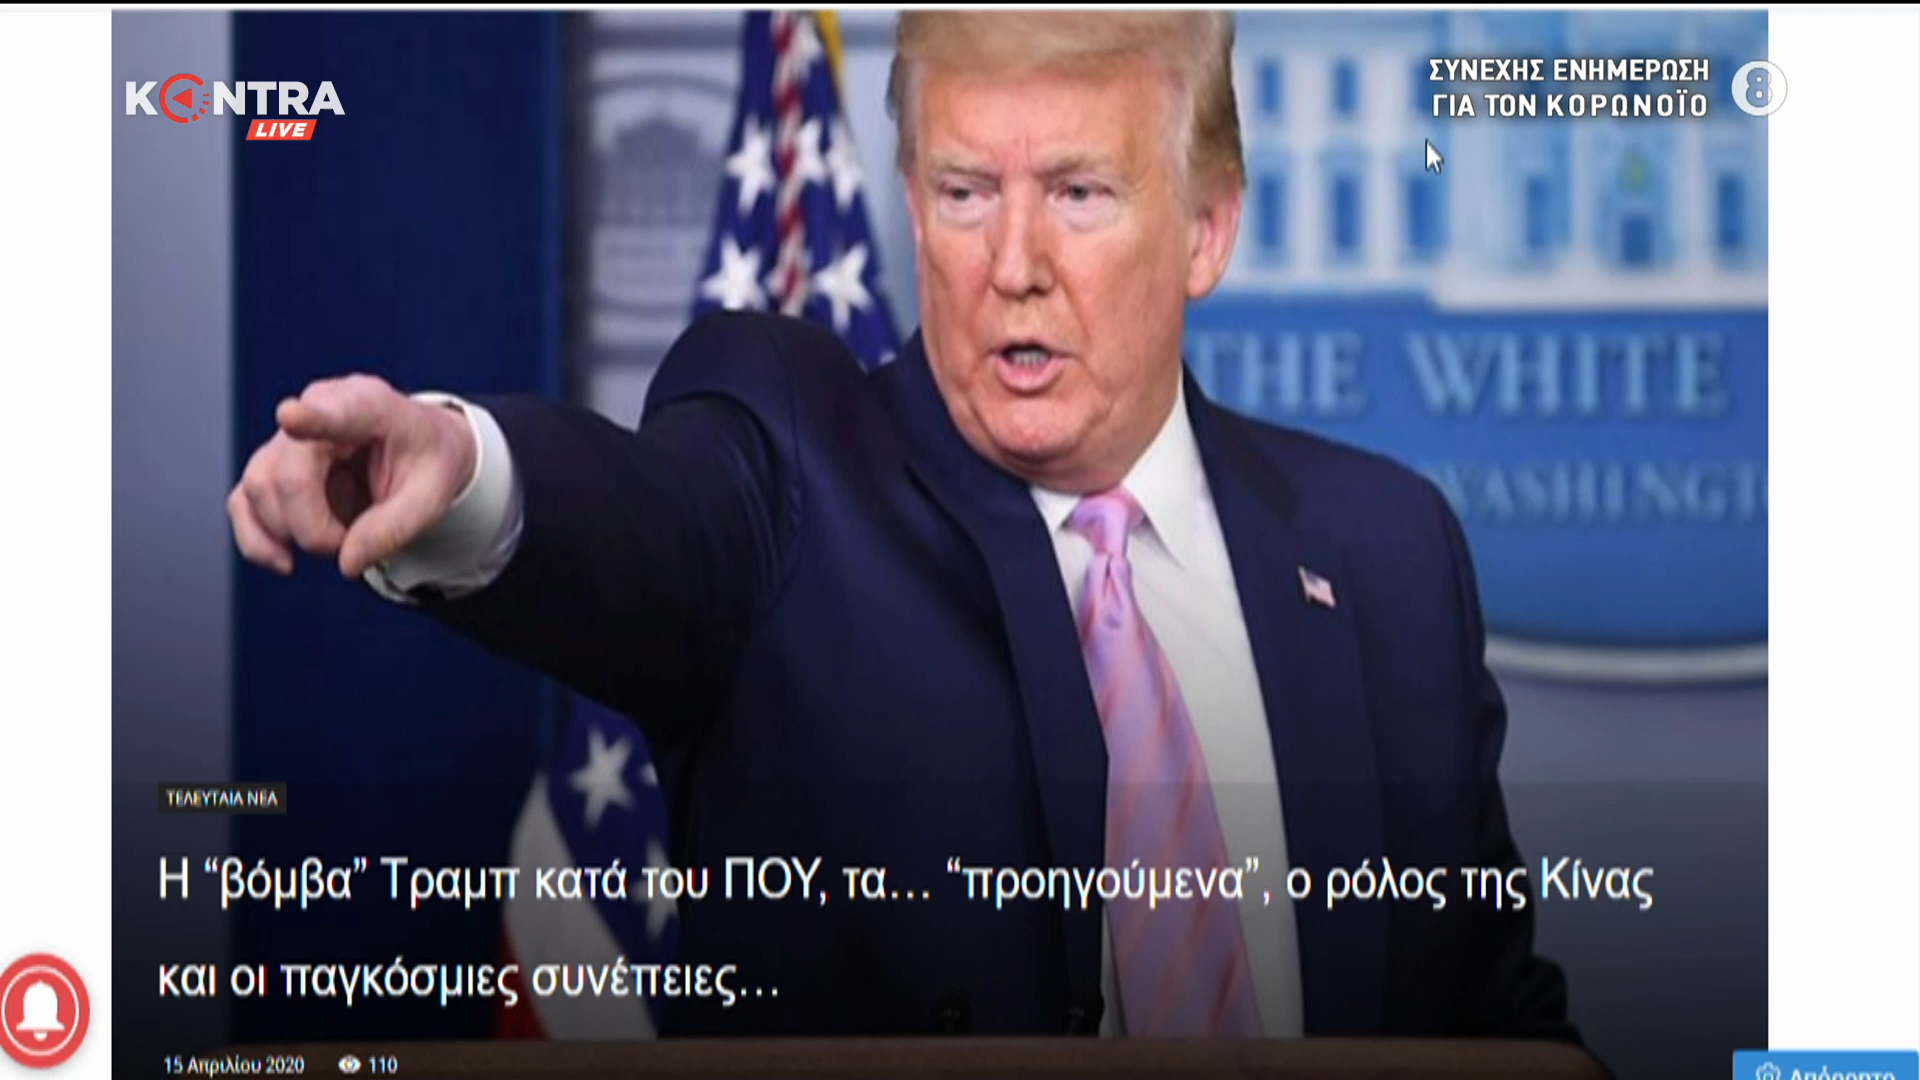 KONTRA
LIVE
ΣΥΝΕΧΗΣ ΕΝΗΜΕΡΩΣΗ
ΓΙΑ ΤΟΝ ΚΟΡΩΝΟΪΟ
8
THE WHITE
WASHINGT
ΤΕΛΕΥΤΑΙΑ ΝΕΑ
Η “βόμβα” Τραμπ κατά του ΠΟΥ, τα… “προηγούμενα”, ο ρόλος της Κίνας
και οι παγκόσμιες συνέπειες…
15 Απριλίου 2020 110
Απόρρητο